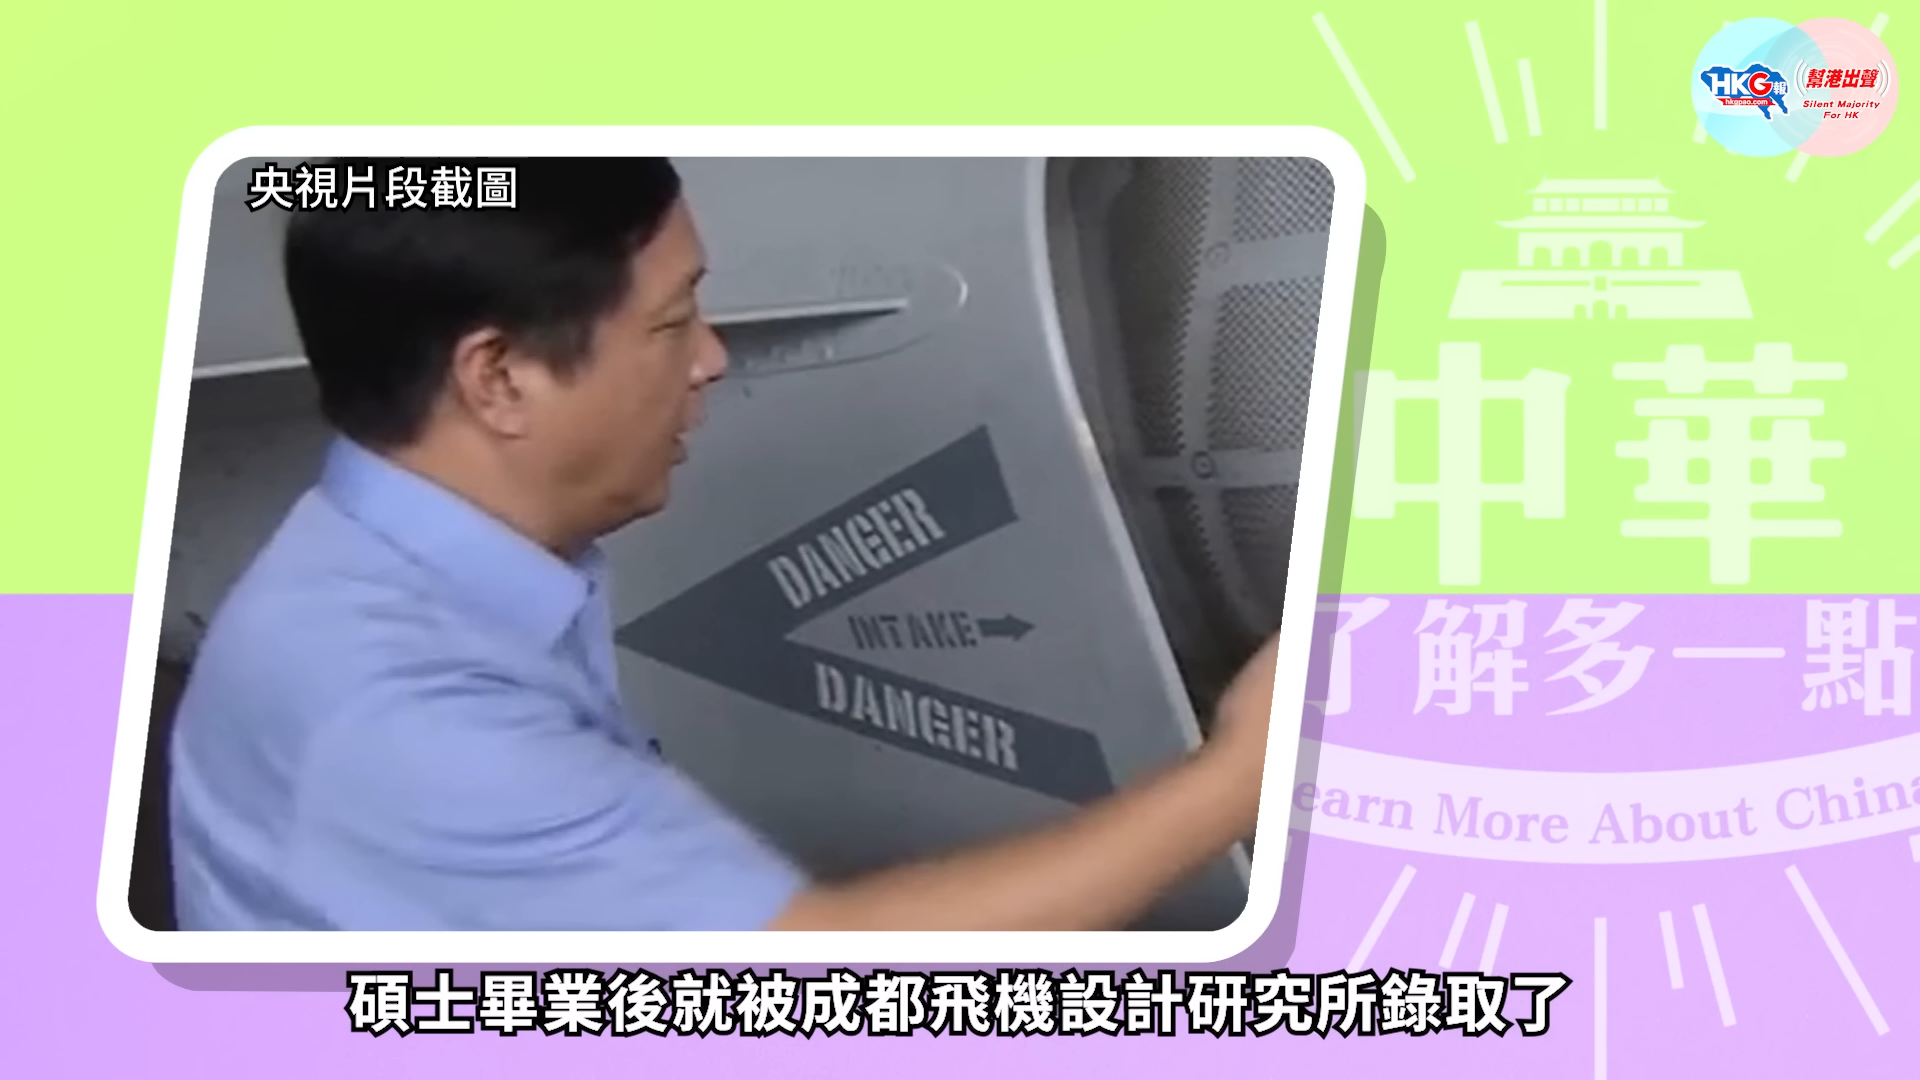 HKG報
hkgpao.com
幫港出聲
Silent Majority
For HK
央視片段截圖
中華
了解多一點
earn More About China
DANGER
INTAKE
DANGER
碩士畢業後就被成都飛機設計研究所錄取了